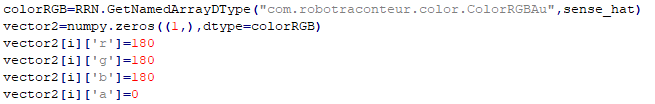 colorRGB=RRN.GetNamedArrayDType("com.robotraconteur.color.ColorRGBAu",sense_hat)
vector2=numpy.zeros((1,),dtype=colorRGB)
vector2[i]['r']=180
vector2[i]['g']=180
vector2[i]['b']=180
vector2[i]['a']=0